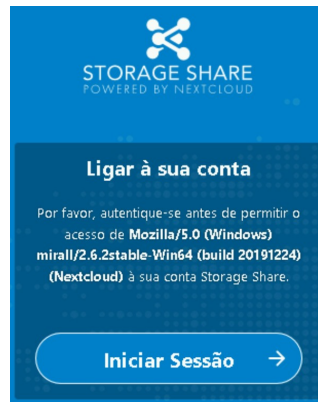 STORAGE SHARE
POWERED BY NEXTCLOUD
Ligar à sua conta
Por favor, autentique-se antes de permitir o
acesso de Mozilla/5.0 (Windows)
mirall/2.6.2stable-Win64 (build 20191224)
(Nextcloud) à sua conta Storage Share.
Iniciar Sessão